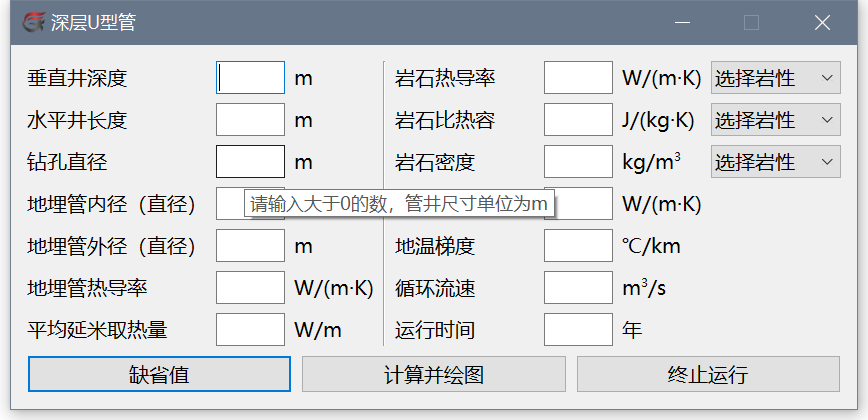 深层U型管
垂直井深度 m 岩石热导率 W/(m·K) 选择岩性
水平井长度 m 岩石比热容 J/(kg·K) 选择岩性
钻孔直径 m 岩石密度 kg/m³ 选择岩性
地埋管内径（直径） W/(m·K)
请输入大于0的数，管井尺寸单位为m
地埋管外径（直径） m 地温梯度 ℃/km
地埋管热导率 W/(m·K) 循环流速 m³/s
平均延米取热量 W/m 运行时间 年
缺省值 计算并绘图 终止运行